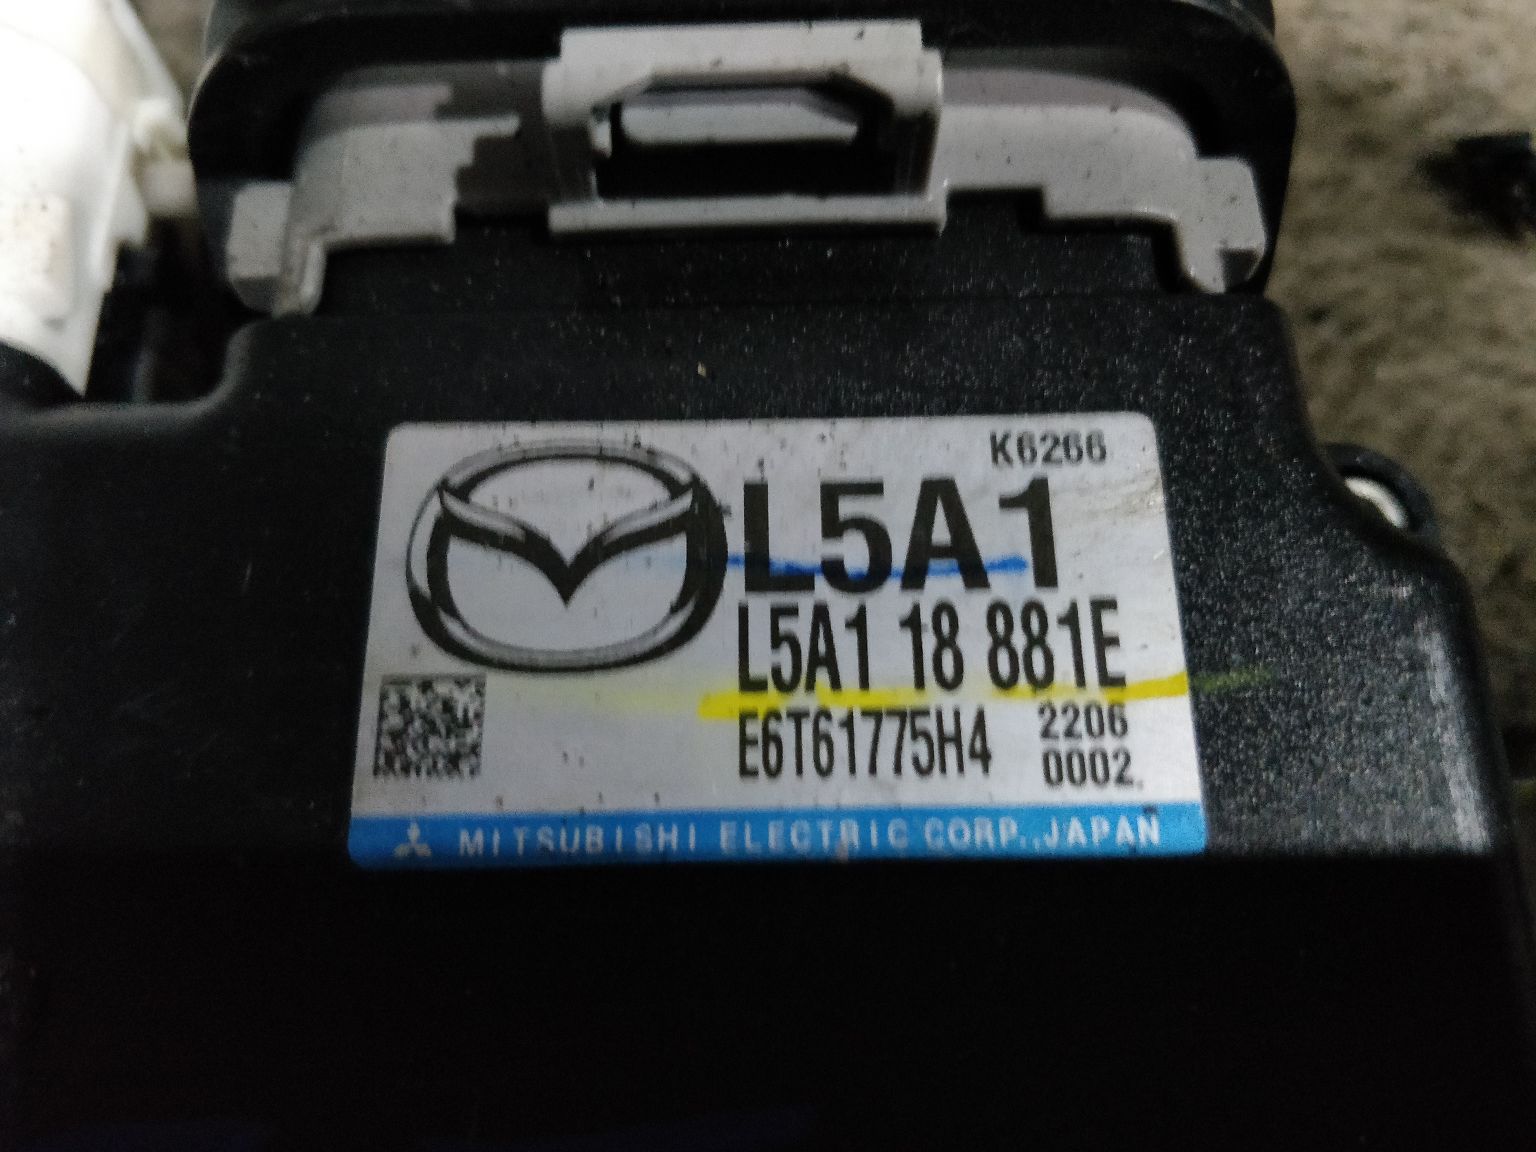 K6266
L5A1
L5A1 18 881E
E6T61775H4 2206
0002
MITSUBISHI ELECTRIC CORP., JAPAN